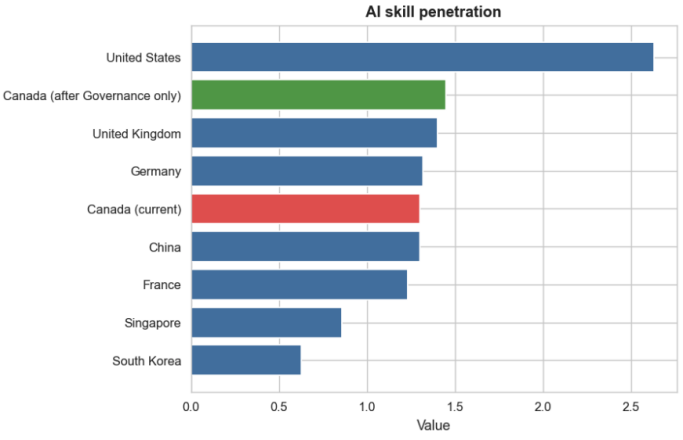 AI skill penetration
United States
Canada (after Governance only)
United Kingdom
Germany
Canada (current)
China
France
Singapore
South Korea
0.0 0.5 1.0 1.5 2.0 2.5
Value